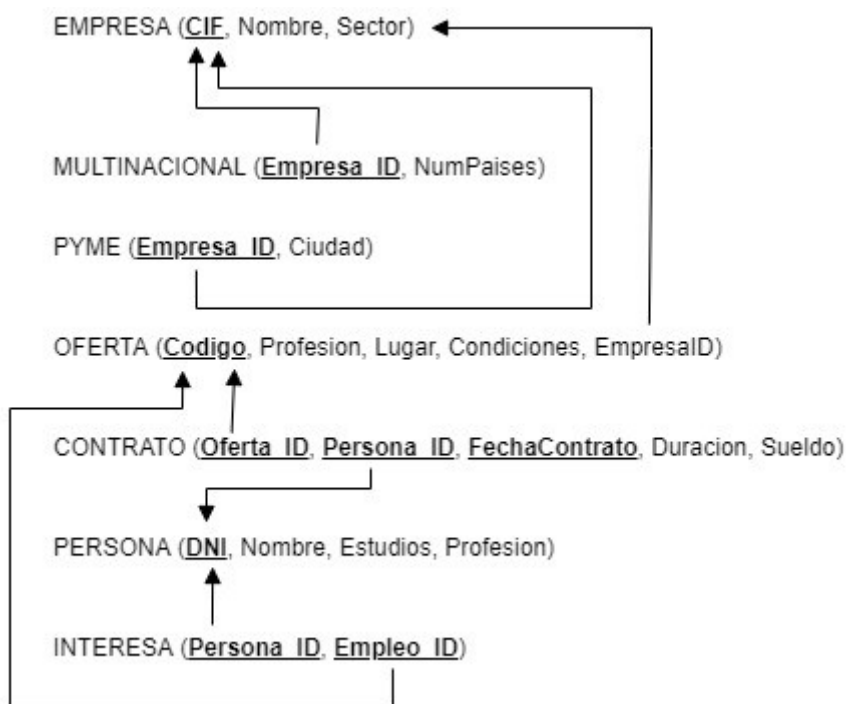 EMPRESA (CIF, Nombre, Sector)
MULTINACIONAL (Empresa_ID, NumPaises)
PYME (Empresa_ID, Ciudad)
OFERTA (Codigo, Profesion, Lugar, Condiciones, EmpresaID)
CONTRATO (Oferta_ID, Persona_ID, FechaContrato, Duracion, Sueldo)
PERSONA (DNI, Nombre, Estudios, Profesion)
INTERESA (Persona_ID, Empleo_ID)